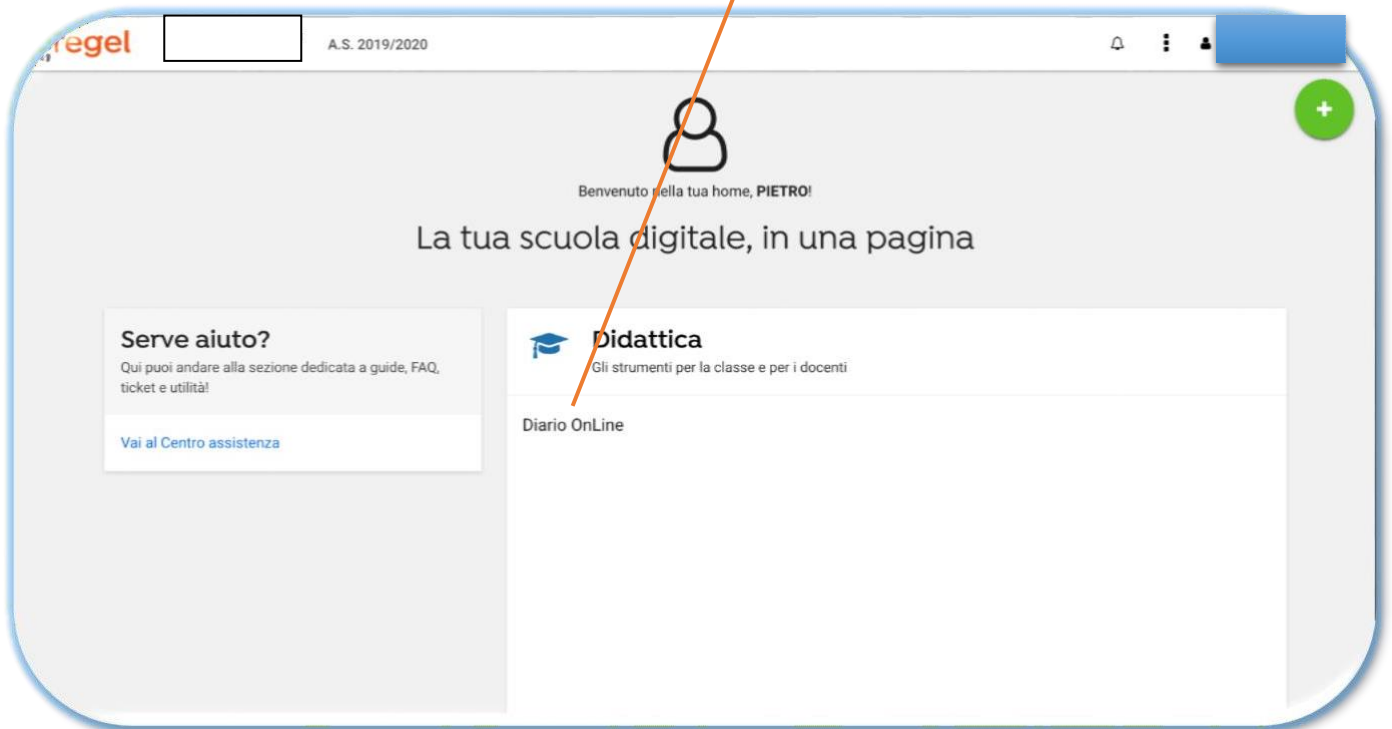 regel
A.S. 2019/2020
Benvenuto nella tua home, PIETRO!
La tua scuola digitale, in una pagina
Serve aiuto?
Qui puoi andare alla sezione dedicata a guide, FAQ,
ticket e utilità!
Vai al Centro assistenza
Didattica
Gli strumenti per la classe e per i docenti
Diario OnLine